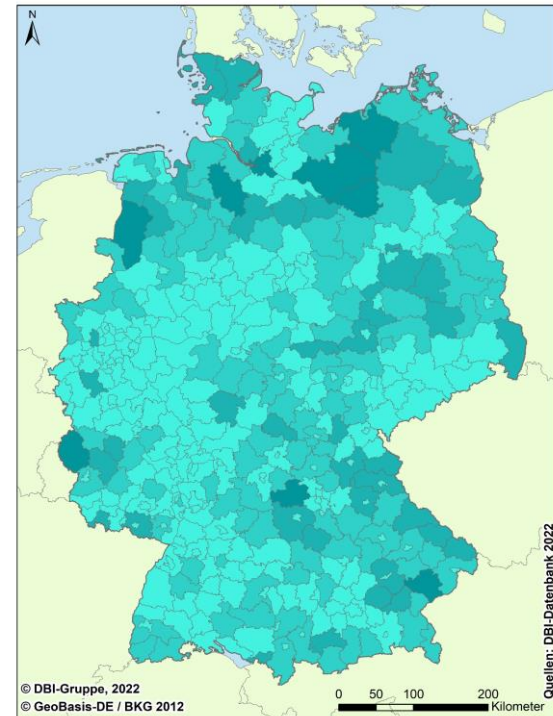 N
© DBI-Gruppe, 2022
© GeoBasis-DE / BKG 2012
0 50 100 200
Kilometer
Quellen: DBI-Datenbank 2022